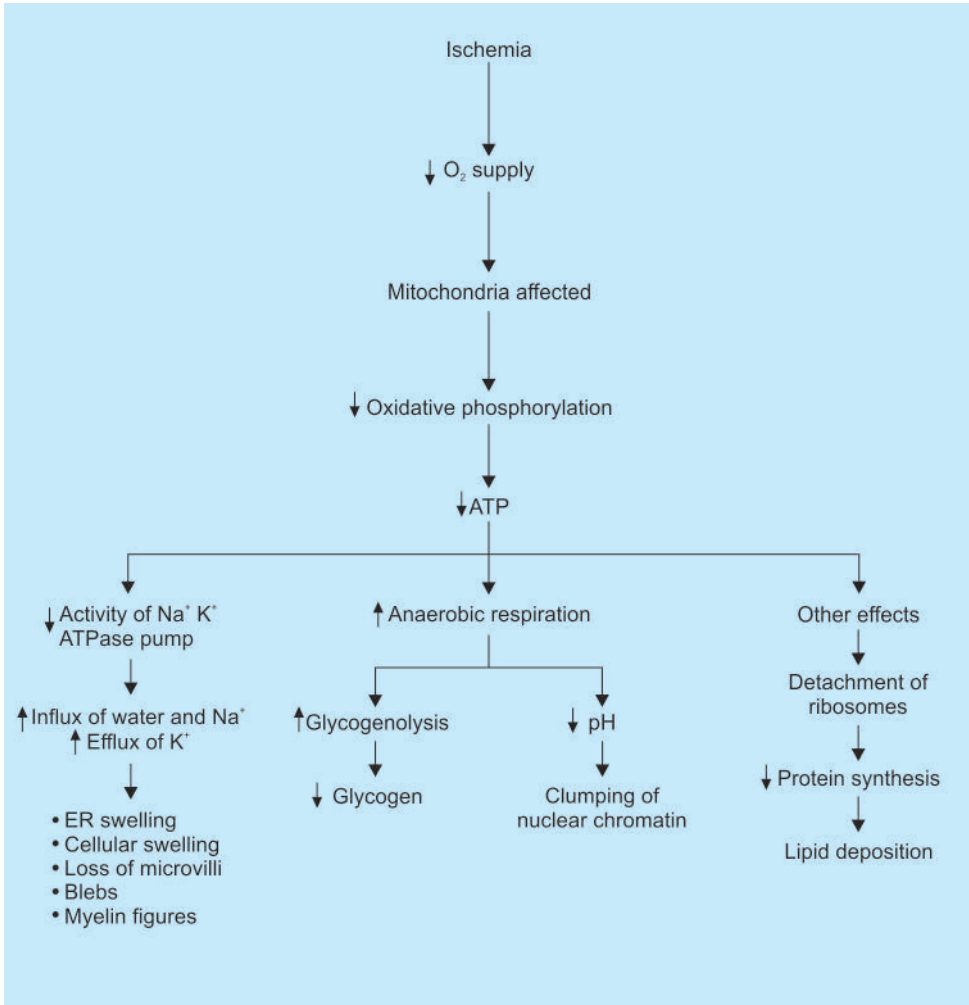 Ischemia
↓ O₂ supply
Mitochondria affected
↓ Oxidative phosphorylation
↓ ATP
↓ Activity of Na⁺ K⁺
ATPase pump
↑ Influx of water and Na⁺
↑ Efflux of K⁺
• ER swelling
• Cellular swelling
• Loss of microvilli
• Blebs
• Myelin figures
↑ Anaerobic respiration
↑ Glycogenolysis
↓ Glycogen
↓ pH
Clumping of
nuclear chromatin
Other effects
Detachment of
ribosomes
↓ Protein synthesis
Lipid deposition